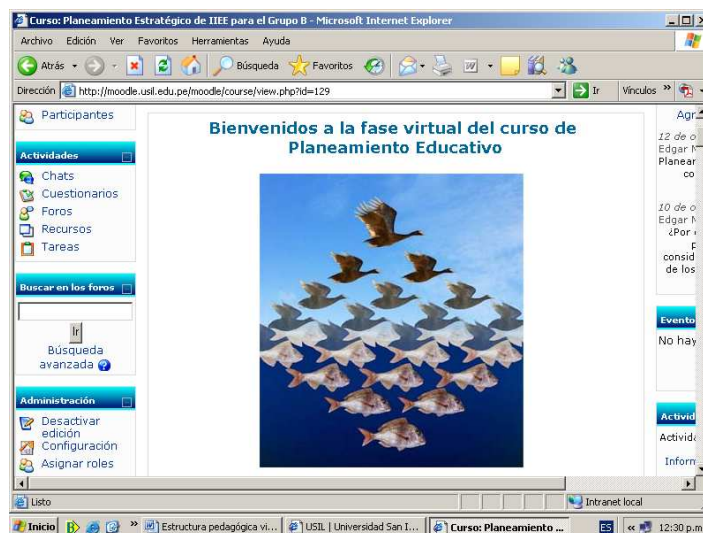 Curso: Planeamiento Estratégico de IIEE para el Grupo B - Microsoft Internet Explorer
Archivo Edición Ver Favoritos Herramientas Ayuda
Atrás Búsqueda Favoritos
Dirección http://moodle.usil.edu.pe/moodle/course/view.php?id=129 Ir Vínculos »
Participantes
Actividades
Chats
Cuestionarios
Foros
Recursos
Tareas
Buscar en los foros
Ir
Búsqueda
avanzada
Administración
Desactivar
edición
Configuración
Asignar roles
Bienvenidos a la fase virtual del curso de
Planeamiento Educativo
Agr
12 de o
Edgar
Planear
co
10 de o
Edgar
¿Por
p
consid
de los
Evento
No hay
Activid
Activida
Inform
Listo
Intranet local
Inicio » Estructura pedagógica vi... USIL | Universidad San I... Curso: Planeamiento ... ES « 12:30 p.m